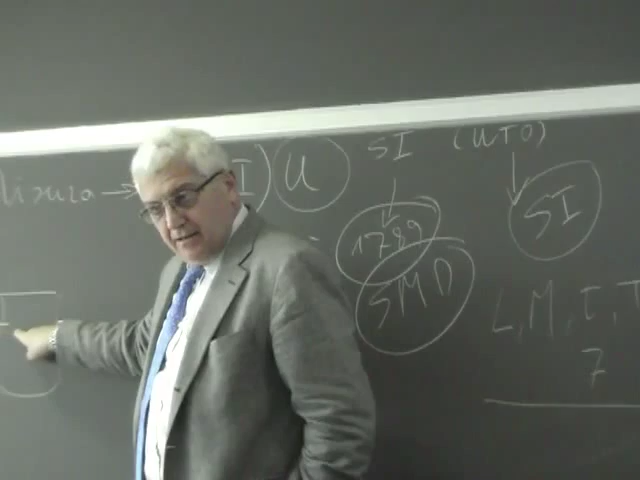 SI (UTO)
Misura → I) U
SI
1789
SMD
L, M, I, T
7